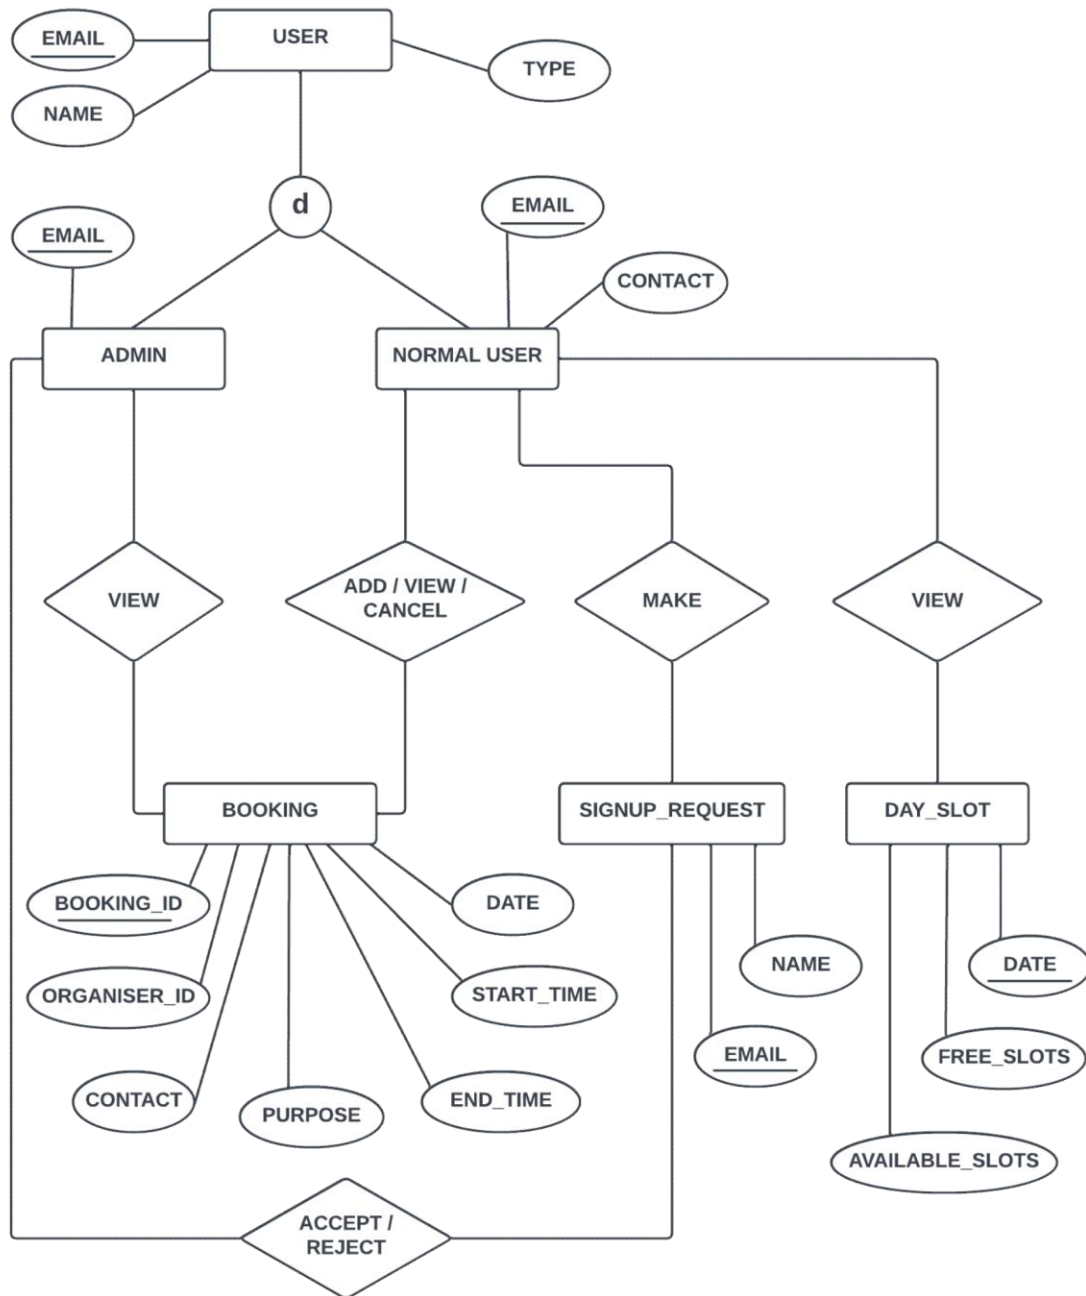 EMAIL
USER
TYPE
NAME
d
EMAIL
EMAIL
CONTACT
ADMIN
NORMAL USER
VIEW
ADD / VIEW /
CANCEL
MAKE
VIEW
BOOKING
SIGNUP_REQUEST
DAY_SLOT
BOOKING_ID
DATE
ORGANISER_ID
START_TIME
NAME
DATE
CONTACT
PURPOSE
END_TIME
EMAIL
FREE_SLOTS
AVAILABLE_SLOTS
ACCEPT /
REJECT